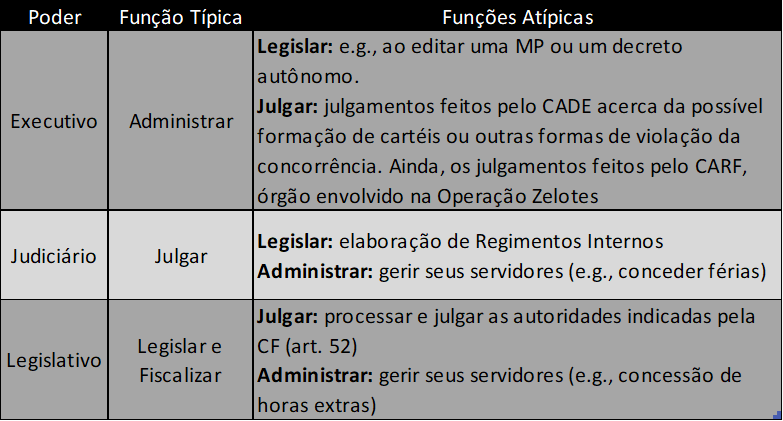 Poder Função Típica Funções Atípicas
Executivo
Administrar
Legislar: e.g., ao editar uma MP ou um decreto
autônomo.
Julgar: julgamentos feitos pelo CADE acerca da possível
formação de cartéis ou outras formas de violação da
concorrência. Ainda, os julgamentos feitos pelo CARF,
órgão envolvido na Operação Zelotes
Judiciário
Julgar
Legislar: elaboração de Regimentos Internos
Administrar: gerir seus servidores (e.g., conceder férias)
Legislativo
Legislar e
Fiscalizar
Julgar: processar e julgar as autoridades indicadas pela
CF (art. 52)
Administrar: gerir seus servidores (e.g., concessão de
horas extras)